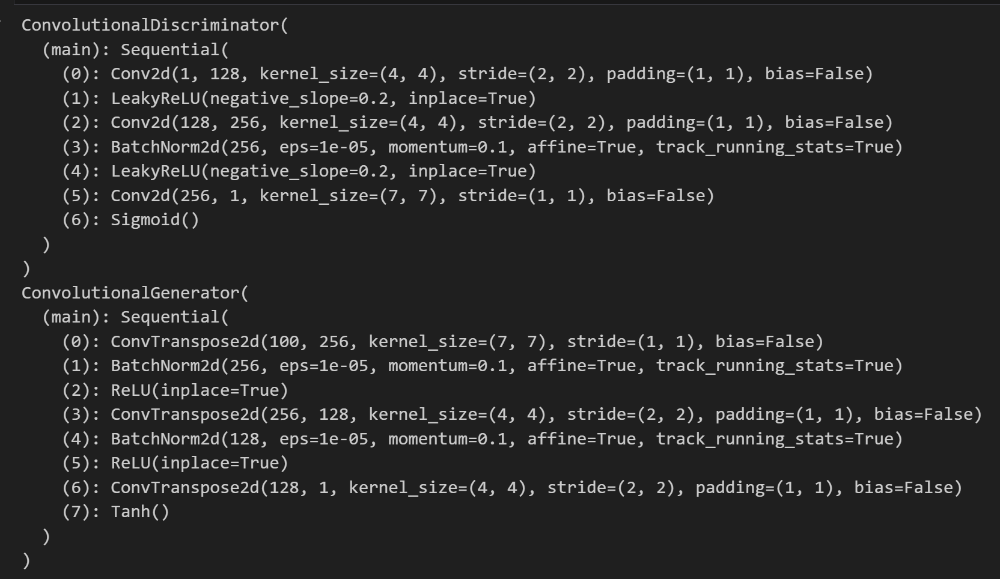 ConvolutionalDiscriminator(
  (main): Sequential(
    (0): Conv2d(1, 128, kernel_size=(4, 4), stride=(2, 2), padding=(1, 1), bias=False)
    (1): LeakyReLU(negative_slope=0.2, inplace=True)
    (2): Conv2d(128, 256, kernel_size=(4, 4), stride=(2, 2), padding=(1, 1), bias=False)
    (3): BatchNorm2d(256, eps=1e-05, momentum=0.1, affine=True, track_running_stats=True)
    (4): LeakyReLU(negative_slope=0.2, inplace=True)
    (5): Conv2d(256, 1, kernel_size=(7, 7), stride=(1, 1), bias=False)
    (6): Sigmoid()
  )
)
ConvolutionalGenerator(
  (main): Sequential(
    (0): ConvTranspose2d(100, 256, kernel_size=(7, 7), stride=(1, 1), bias=False)
    (1): BatchNorm2d(256, eps=1e-05, momentum=0.1, affine=True, track_running_stats=True)
    (2): ReLU(inplace=True)
    (3): ConvTranspose2d(256, 128, kernel_size=(4, 4), stride=(2, 2), padding=(1, 1), bias=False)
    (4): BatchNorm2d(128, eps=1e-05, momentum=0.1, affine=True, track_running_stats=True)
    (5): ReLU(inplace=True)
    (6): ConvTranspose2d(128, 1, kernel_size=(4, 4), stride=(2, 2), padding=(1, 1), bias=False)
    (7): Tanh()
  )
)